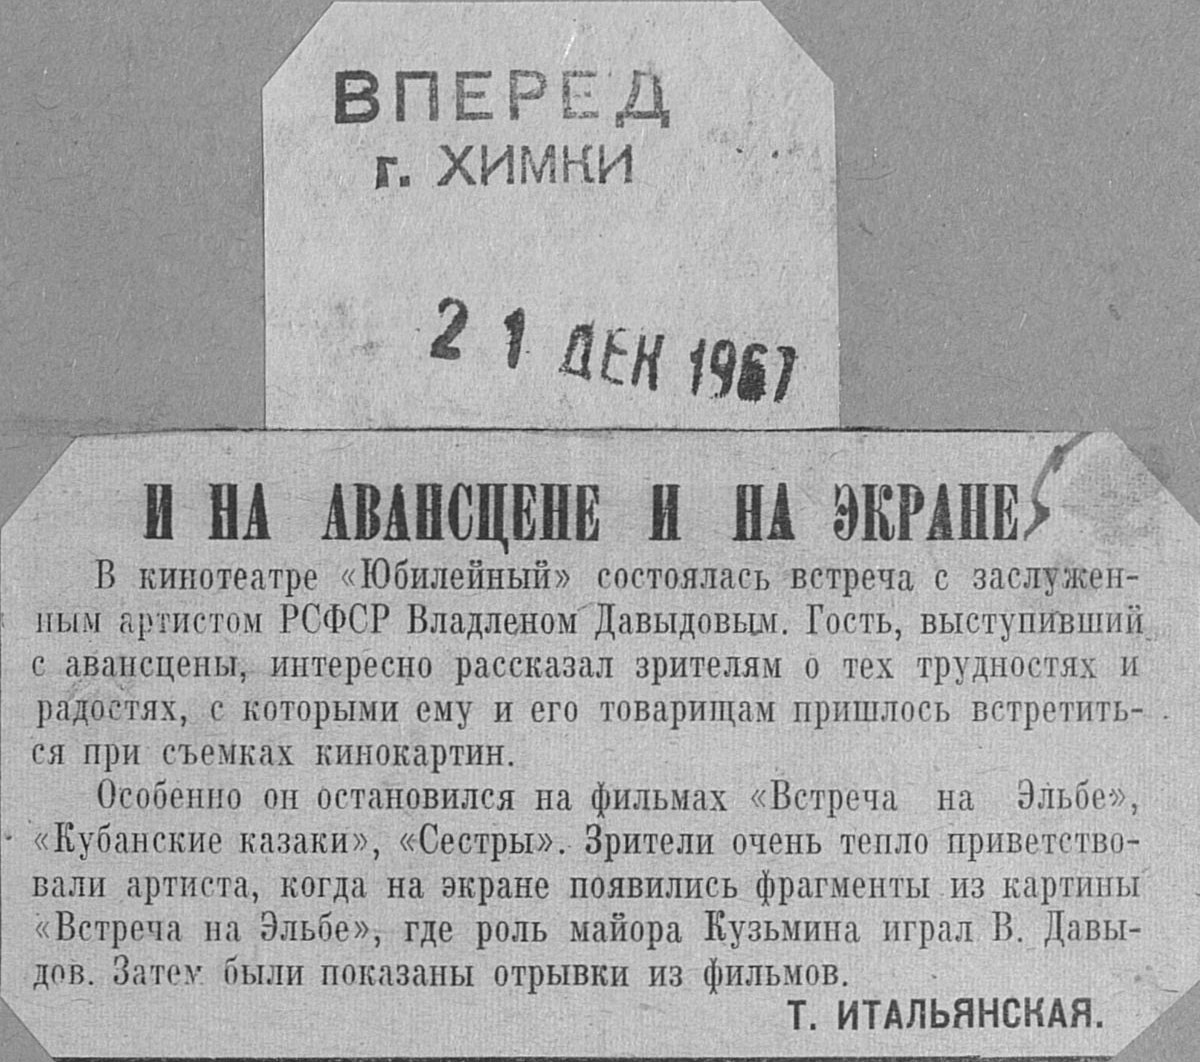 ВПЕРЕД
г. ХИМКИ
21 ДЕК 1967
И НА АВАНСЦЕНЕ И НА ЭКРАНЕ
В кинотеатре «Юбилейный» состоялась встреча с заслужен-
ным артистом РСФСР Владленом Давыдовым. Гость, выступивший
с авансцены, интересно рассказал зрителям о тех трудностях и
радостях, с которыми ему и его товарищам пришлось встретить-
ся при съемках кинокартин.
Особенно он остановился на фильмах «Встреча на Эльбе»,
«Кубанские казаки», «Сестры». Зрители очень тепло приветство-
вали артиста, когда на экране появились фрагменты из картины
«Встреча на Эльбе», где роль майора Кузьмина играл В. Давы-
дов. Затем были показаны отрывки из фильмов.
Т. ИТАЛЬЯНСКАЯ.